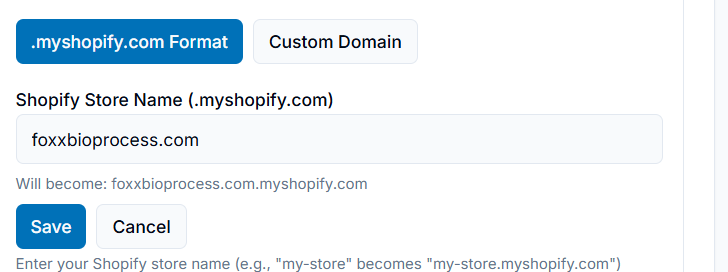 .myshopify.com Format Custom Domain
Shopify Store Name (.myshopify.com)
foxxbioprocess.com
Will become: foxxbioprocess.com.myshopify.com
Save Cancel
Enter your Shopify store name (e.g., "my-store" becomes "my-store.myshopify.com")